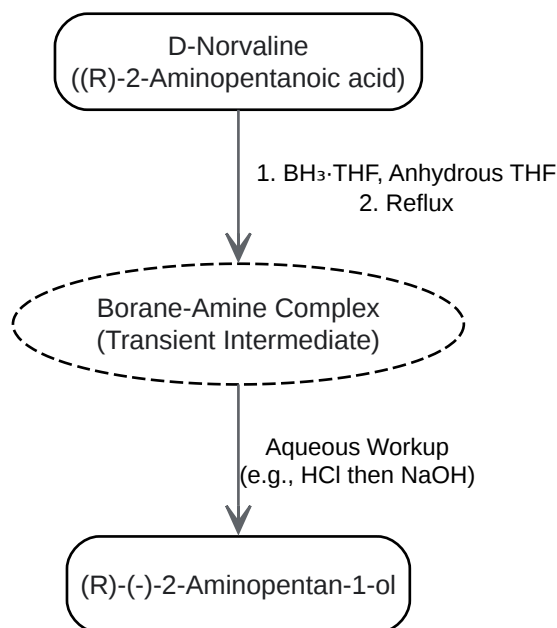 D-Norvaline
((R)-2-Aminopentanoic acid)
1. BH₃·THF, Anhydrous THF
2. Reflux
Borane-Amine Complex
(Transient Intermediate)
Aqueous Workup
(e.g., HCl then NaOH)
(R)-(-)-2-Aminopentan-1-ol